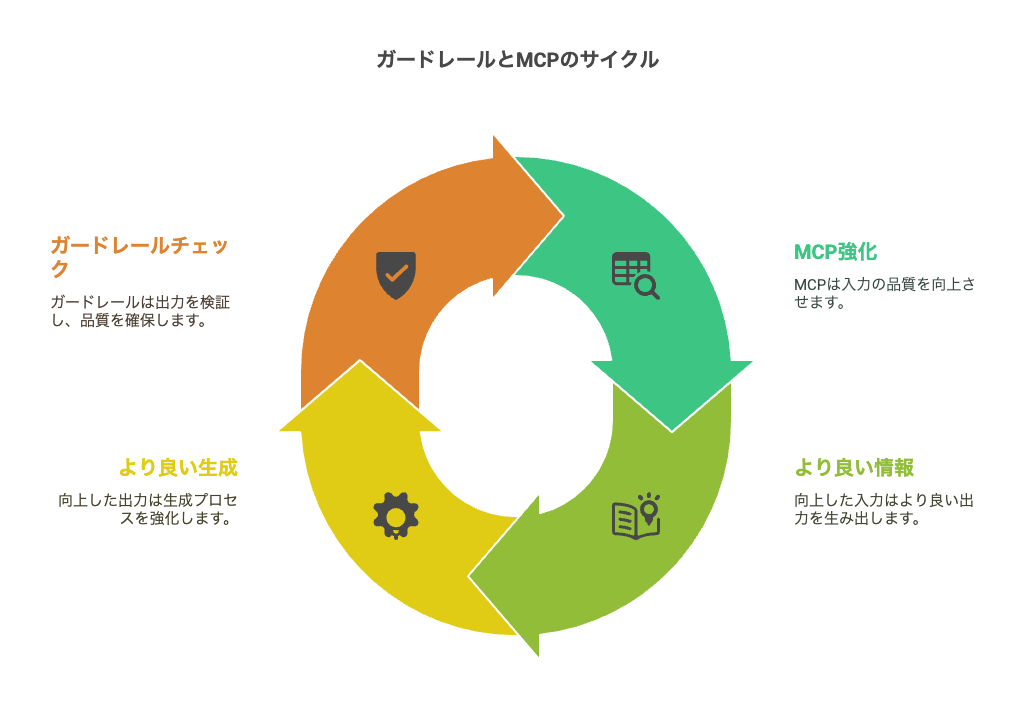 ガードレールとMCPのサイクル
ガードレールチェッ
ク
ガードレールは出力を検証
し、品質を確保します。
MCP強化
MCPは入力の品質を向上さ
せます。
より良い生成
向上した出力は生成プロセ
スを強化します。
より良い情報
向上した入力はより良い出
力を生み出します。